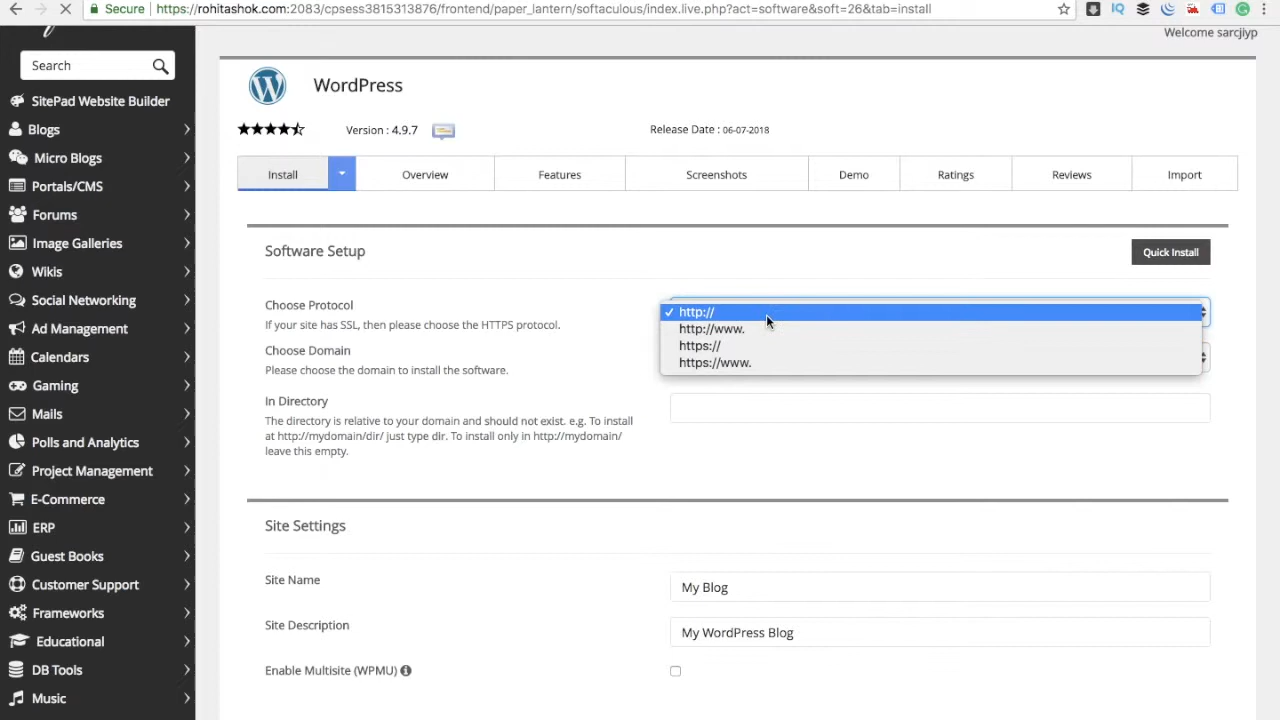 Secure https://rohitashok.com:2083/cpsess3815313876/frontend/paper_lantern/softaculous/index.live.php?act=software&soft=26&tab=install
Welcome sarcjiyp
Search
SitePad Website Builder
Blogs
Micro Blogs
Portals/CMS
Forums
Image Galleries
Wikis
Social Networking
Ad Management
Calendars
Gaming
Mails
Polls and Analytics
Project Management
E-Commerce
ERP
Guest Books
Customer Support
Frameworks
Educational
DB Tools
Music
WordPress
Version : 4.9.7
Release Date : 06-07-2018
Install Overview Features Screenshots Demo Ratings Reviews Import
Software Setup
Quick Install
Choose Protocol
If your site has SSL, then please choose the HTTPS protocol.
✓ http://
http://www.
https://
https://www.
Choose Domain
Please choose the domain to install the software.
In Directory
The directory is relative to your domain and should not exist. e.g. To install
at http://mydomain/dir/ just type dir. To install only in http://mydomain/
leave this empty.
Site Settings
Site Name
My Blog
Site Description
My WordPress Blog
Enable Multisite (WPMU)